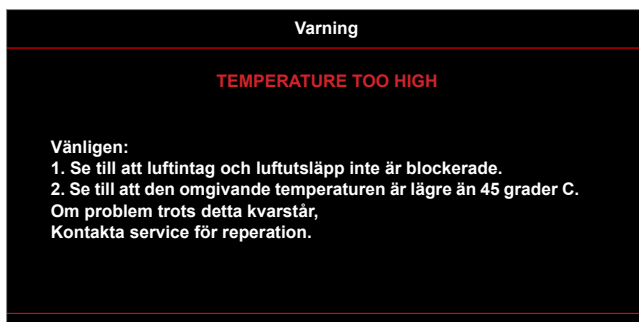 Varning
TEMPERATURE TOO HIGH
Vänligen:
1. Se till att luftintag och luftutsläpp inte är blockerade.
2. Se till att den omgivande temperaturen är lägre än 45 grader C.
Om problem trots detta kvarstår,
Kontakta service för reperation.